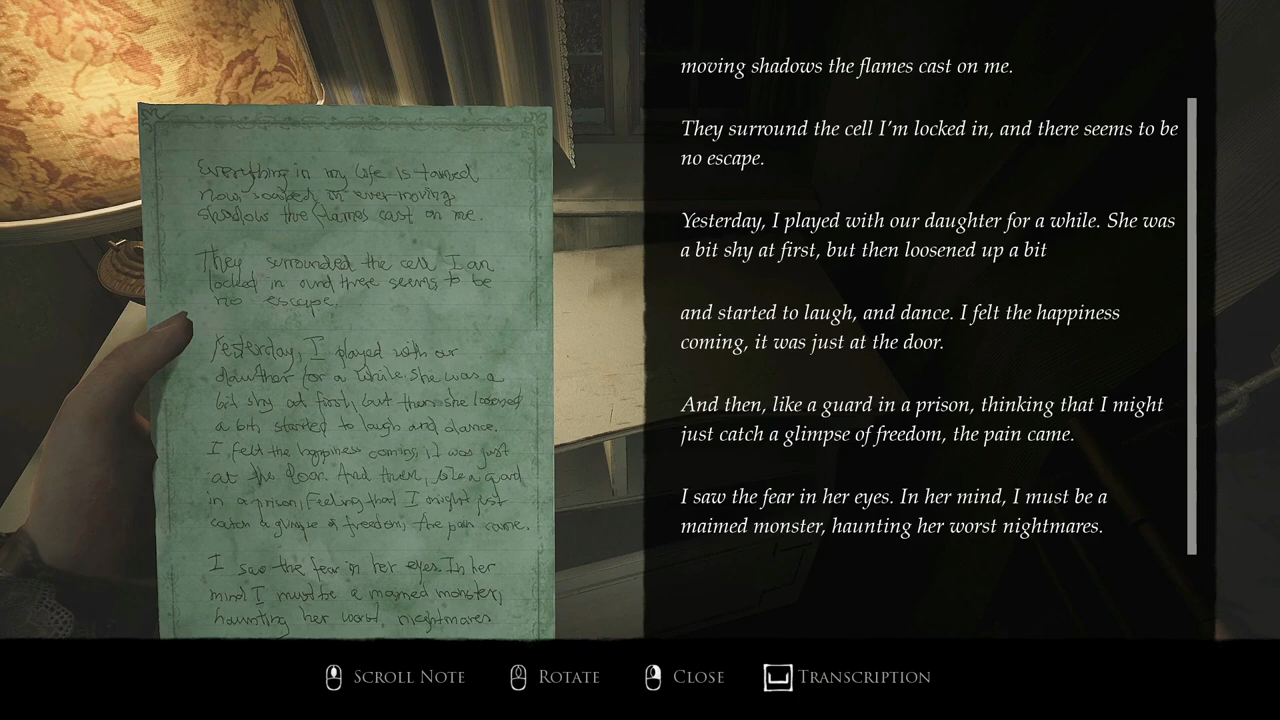 Everything in my life is tained
now, soaked in ever-moving
shadow the flames cast on me.
They surrounded the cell I am
locked in and there seems to be
no escape.
Yesterday, I played with our
dauther for a while. She was a
bit shy at first, but then she loosened
a bit started to laugh and dance.
I felt the happiness coming, it was just
at the door. And then, like a guard
in a prison, feeling that I might just
catch a glimpse of freedom, the pain came.
I saw the fear in her eyes. In her
mind I must be a maimed monster,
haunting her worst nightmares
moving shadows the flames cast on me.
They surround the cell I'm locked in, and there seems to be
no escape.
Yesterday, I played with our daughter for a while. She was
a bit shy at first, but then loosened up a bit
and started to laugh, and dance. I felt the happiness
coming, it was just at the door.
And then, like a guard in a prison, thinking that I might
just catch a glimpse of freedom, the pain came.
I saw the fear in her eyes. In her mind, I must be a
maimed monster, haunting her worst nightmares.
SCROLL NOTE ROTATE CLOSE TRANSCRIPTION